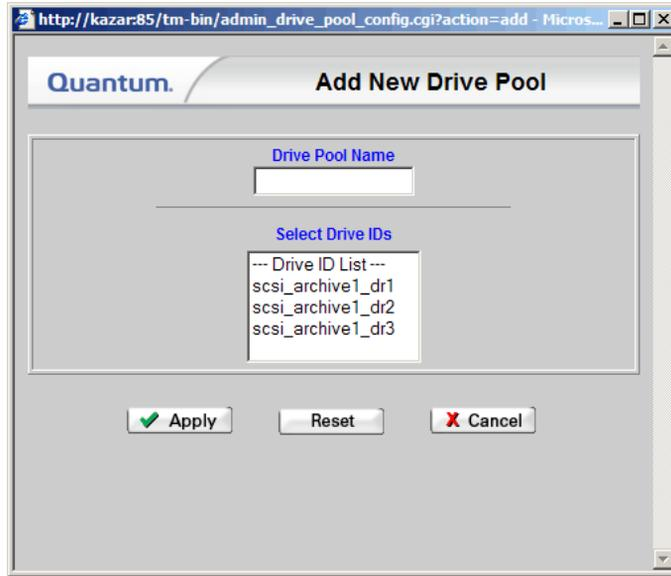 http://kazar:85/tm-bin/admin_drive_pool_config.cgi?action=add - Micros...
Quantum.
Add New Drive Pool
Drive Pool Name
Select Drive IDs
--- Drive ID List ---
scsi_archive1_dr1
scsi_archive1_dr2
scsi_archive1_dr3
Apply
Reset
Cancel